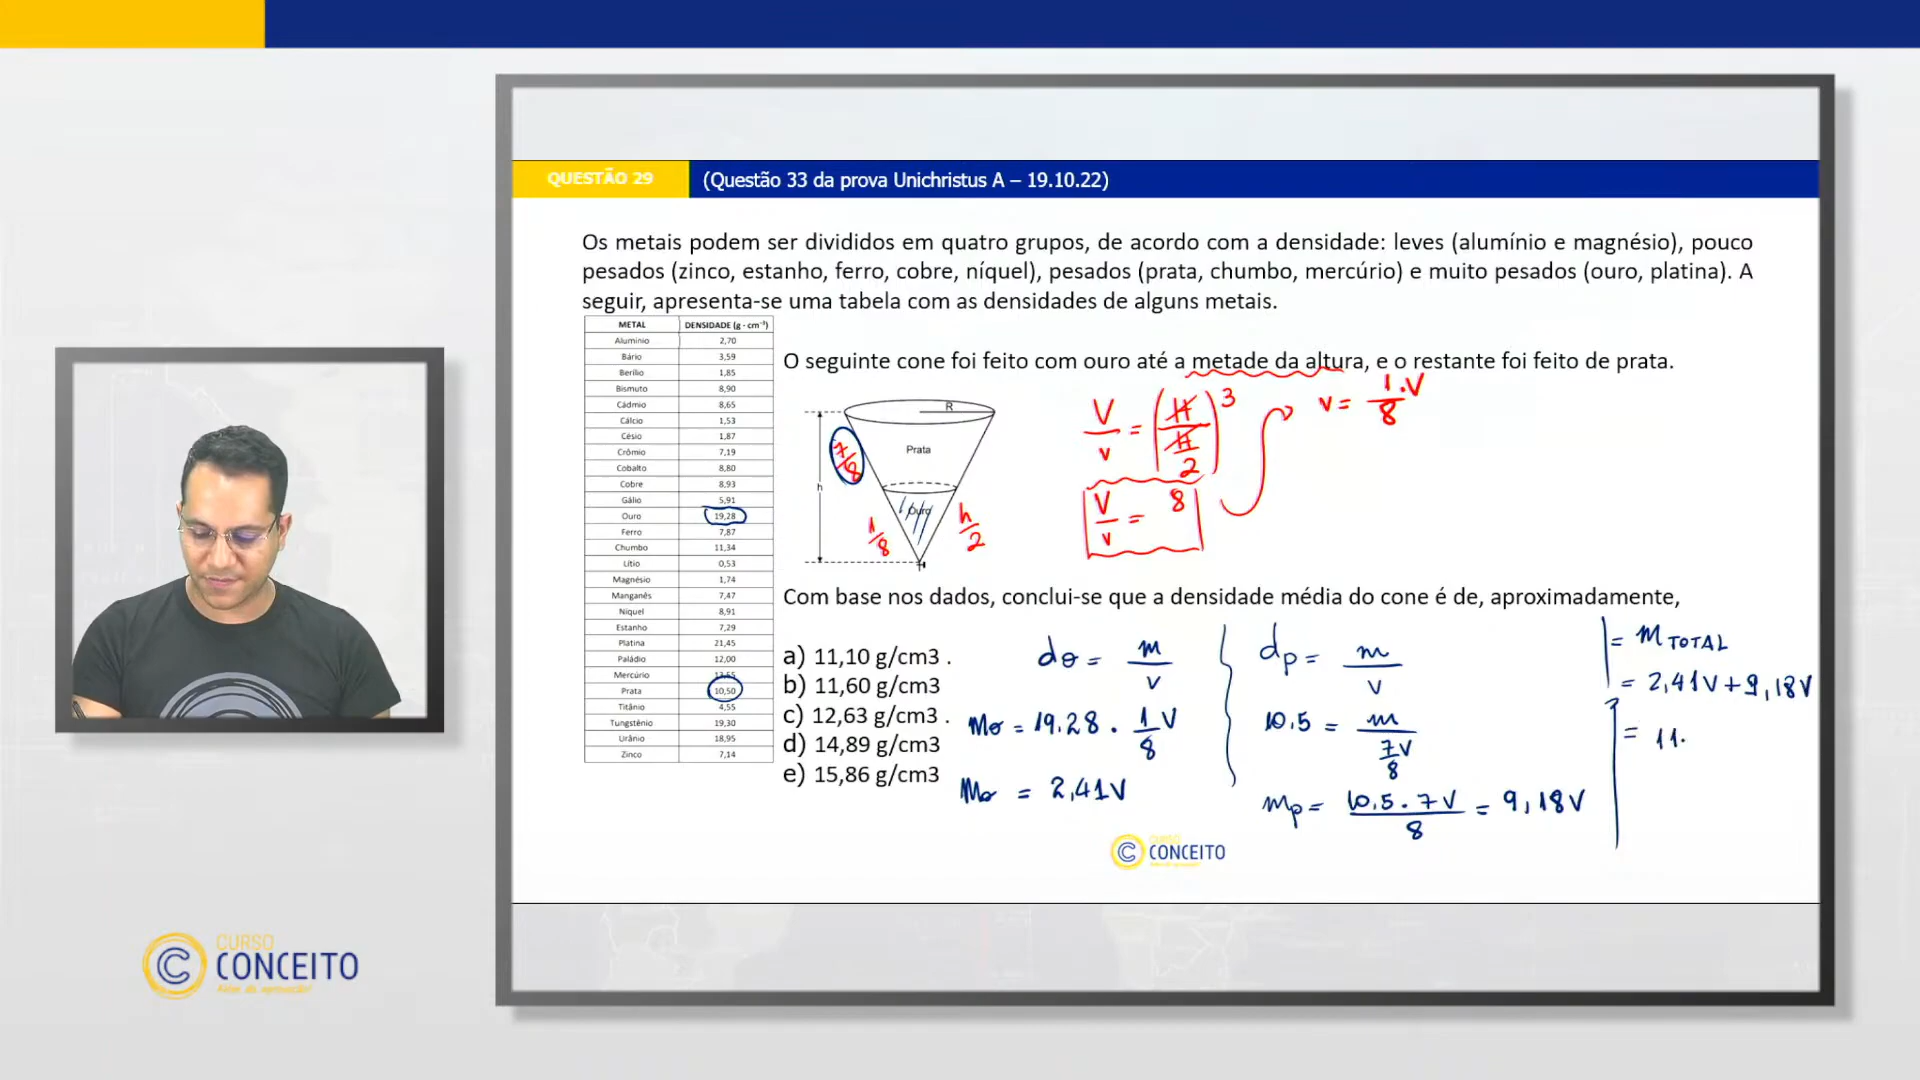 QUESTÃO 29
(Questão 33 da prova Unichristus A – 19.10.22)
Os metais podem ser divididos em quatro grupos, de acordo com a densidade: leves (alumínio e magnésio), pouco
pesados (zinco, estanho, ferro, cobre, níquel), pesados (prata, chumbo, mercúrio) e muito pesados (ouro, platina). A
seguir, apresenta-se uma tabela com as densidades de alguns metais.
METAL DENSIDADE (g · cm⁻³)
Alumínio 2,70
Bário 3,59
Berílio 1,85
Bismuto 8,90
Cádmio 8,65
Cálcio 1,53
Césio 1,87
Crômio 7,19
Cobalto 8,80
Cobre 8,93
Gálio 5,91
Ouro 19,28
Ferro 7,87
Chumbo 11,34
Lítio 0,53
Magnésio 1,74
Manganês 7,47
Níquel 8,91
Estanho 7,29
Platina 21,45
Paládio 12,00
Mercúrio 13,55
Prata 10,50
Titânio 4,55
Tungstênio 19,30
Urânio 18,95
Zinco 7,14
O seguinte cone foi feito com ouro até a metade da altura, e o restante foi feito de prata.
R
Prata
h
Ouro
7/8
1/8
h/2
V/v = (H/(H/2))³
V/v = 8
v = 1/8 . V
Com base nos dados, conclui-se que a densidade média do cone é de, aproximadamente,
a) 11,10 g/cm3 .
b) 11,60 g/cm3
c) 12,63 g/cm3 .
d) 14,89 g/cm3
e) 15,86 g/cm3
do = m/v
mo = 19.28 . 1/8 V
mo = 2,41V
dp = m/v
10.5 = m/(7V/8)
mp = 10,5 . 7V/8 = 9,18V
= m TOTAL
= 2,41V + 9,18V
= 11.
CURSO
CONCEITO
CURSO
CONCEITO
Além da aprovação!